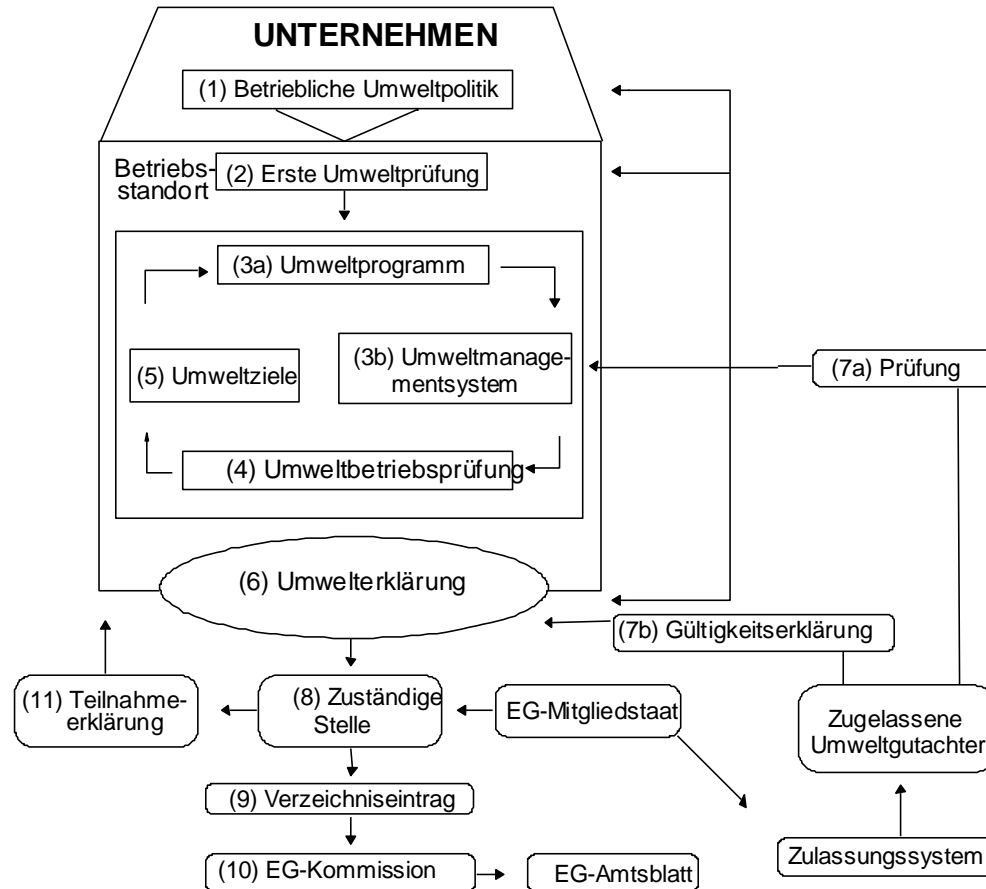 UNTERNEHMEN
(1) Betriebliche Umweltpolitik
Betriebs-
standort
(2) Erste Umweltprüfung
(3a) Umweltprogramm
(3b) Umweltmanage-
mentsystem
(5) Umweltziele
(7a) Prüfung
(4) Umweltbetriebsprüfung
(6) Umwelterklärung
(7b) Gültigkeitserklärung
(11) Teilnahme-
erklärung
(8) Zuständige
Stelle
EG-Mitgliedstaat
Zugelassene
Umweltgutachter
(9) Verzeichniseintrag
Zulassungssystem
(10) EG-Kommission
EG-Amtsblatt